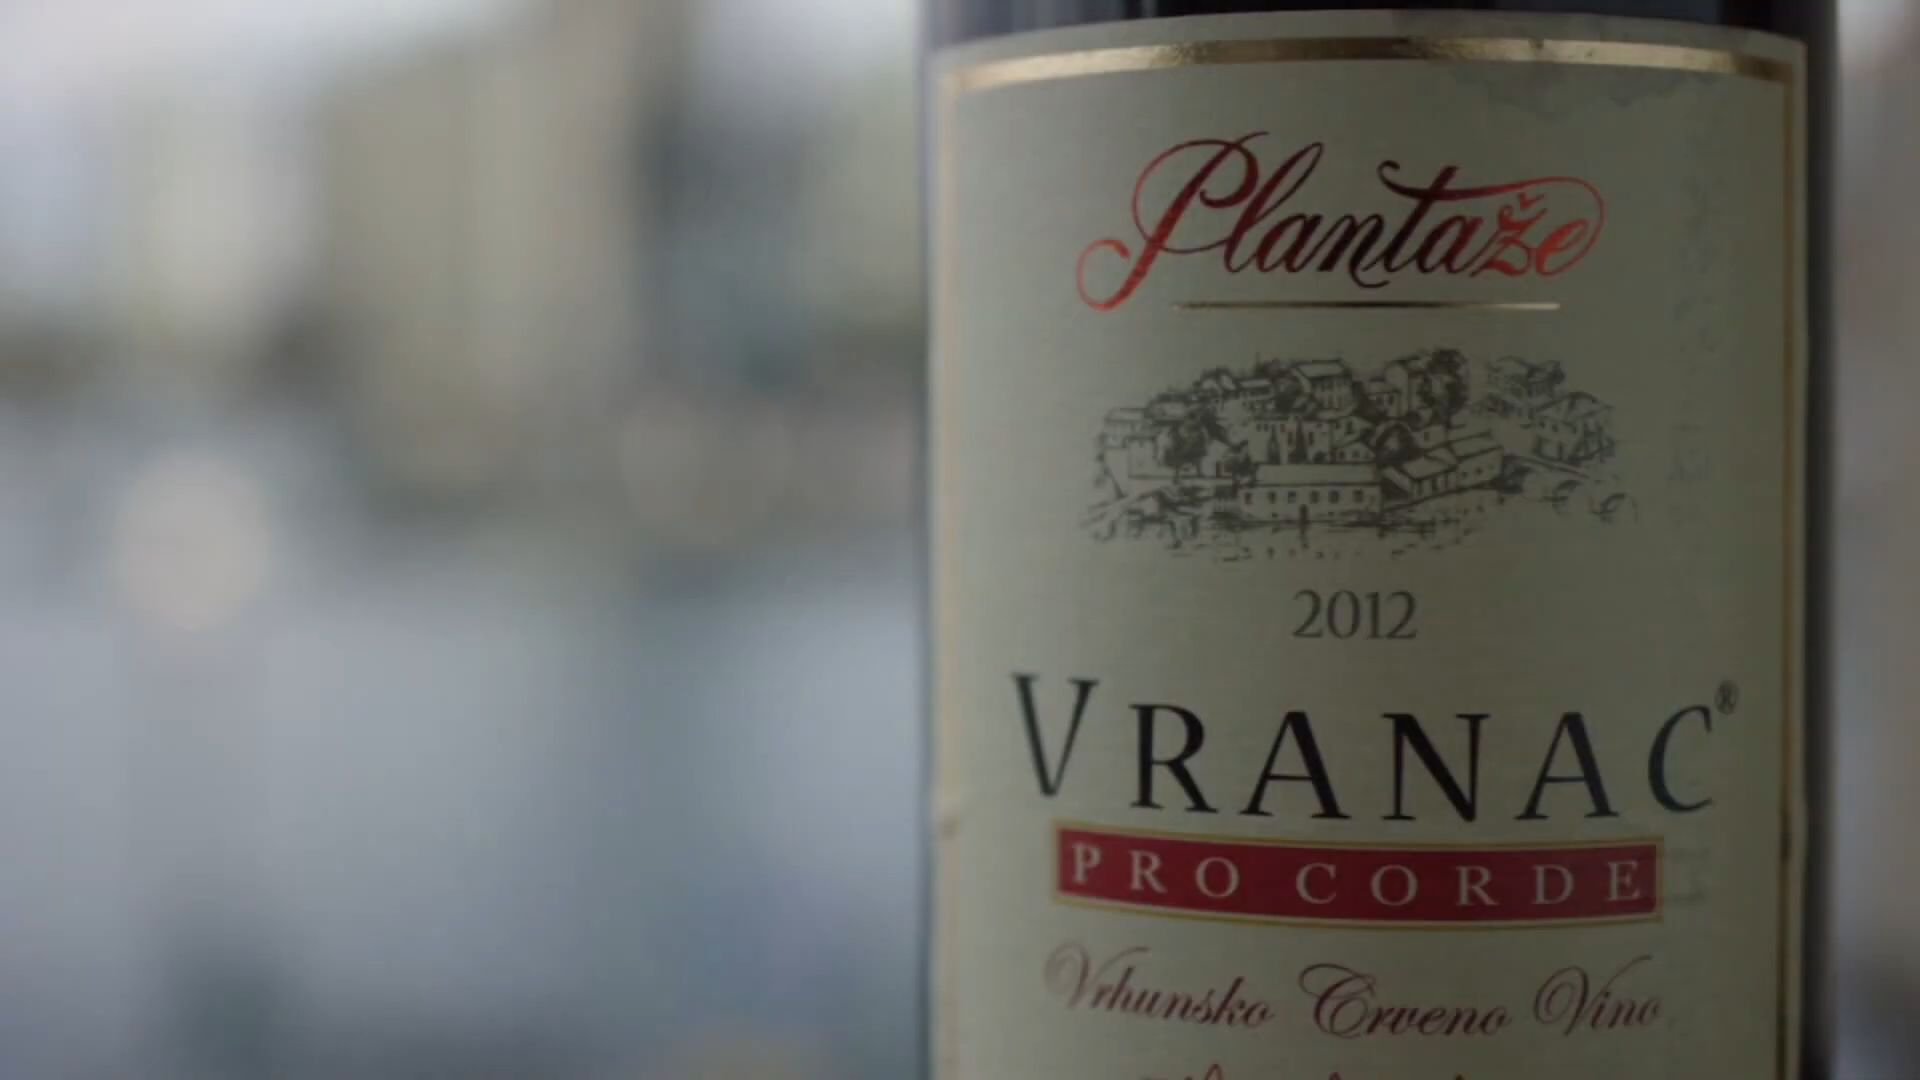 Plantaže
2012
VRANAC®
PRO CORDE
Vrhunsko Crveno Vino